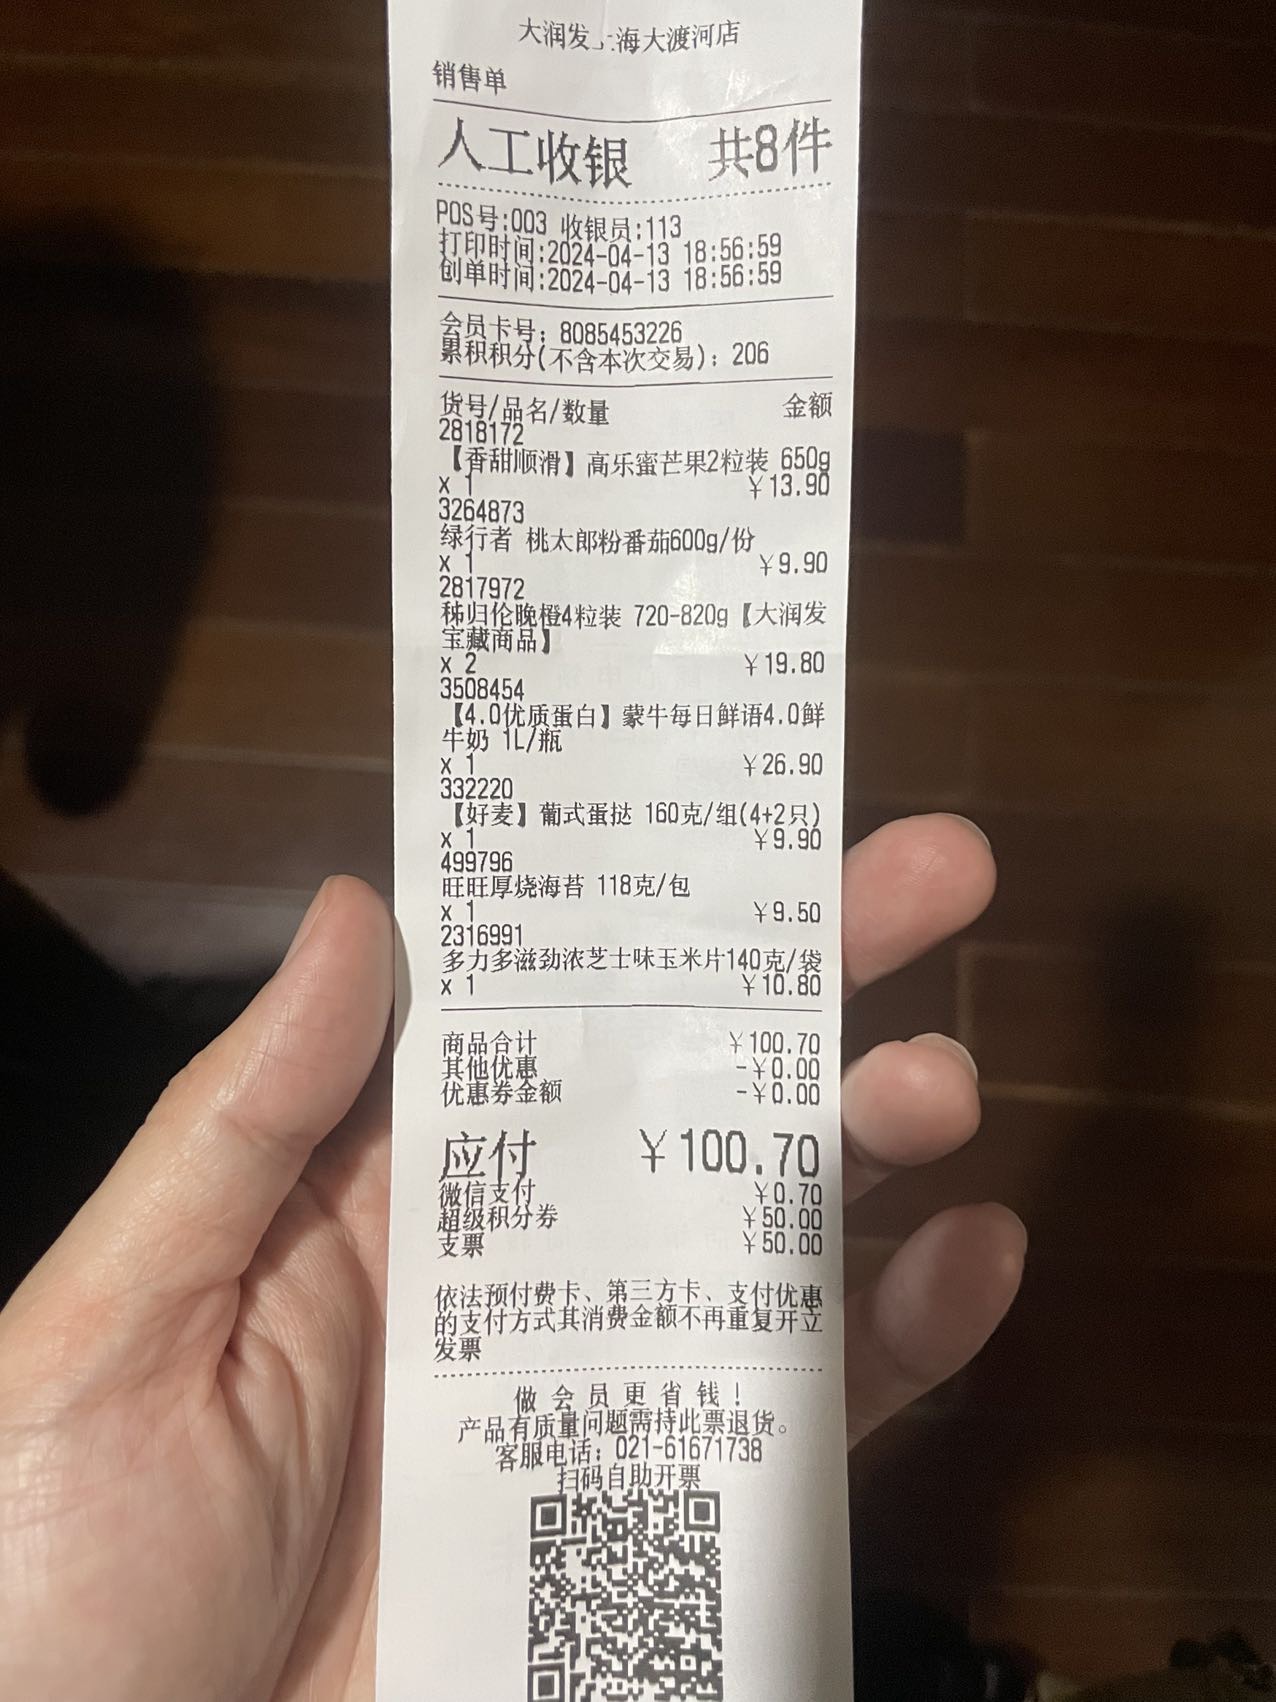 大润发 海大渡河店
销售单
人工收银 共8件
POS号:003 收银员:113
打印时间:2024-04-13 18:56:59
创单时间:2024-04-13 18:56:59
会员卡号: 8085453226
累积积分(不含本次交易): 206
货号/品名/数量 金额
2818172
【香甜顺滑】高乐蜜芒果2粒装 650g
x 1 ￥13.90
3264873
绿行者 桃太郎粉番茄600g/份
x 1 ￥9.90
2817972
秭归伦晚橙4粒装 720-820g【大润发
宝藏商品】
x 2 ￥19.80
3508454
【4.0优质蛋白】蒙牛每日鲜语4.0鲜
牛奶 1L/瓶
x 1 ￥26.90
332220
【好麦】葡式蛋挞 160克/组(4+2只)
x 1 ￥9.90
499796
旺旺厚烧海苔 118克/包
x 1 ￥9.50
2316991
多力多滋劲浓芝士味玉米片140克/袋
x 1 ￥10.80
商品合计 ￥100.70
其他优惠 -￥0.00
优惠券金额 -￥0.00
应付 ￥100.70
微信支付 ￥0.70
超级积分券 ￥50.00
支票 ￥50.00
依法预付费卡、第三方卡、支付优惠
的支付方式其消费金额不再重复开立
发票
做会员更省钱！
产品有质量问题需持此票退货。
客服电话: 021-61671738
扫码自助开票